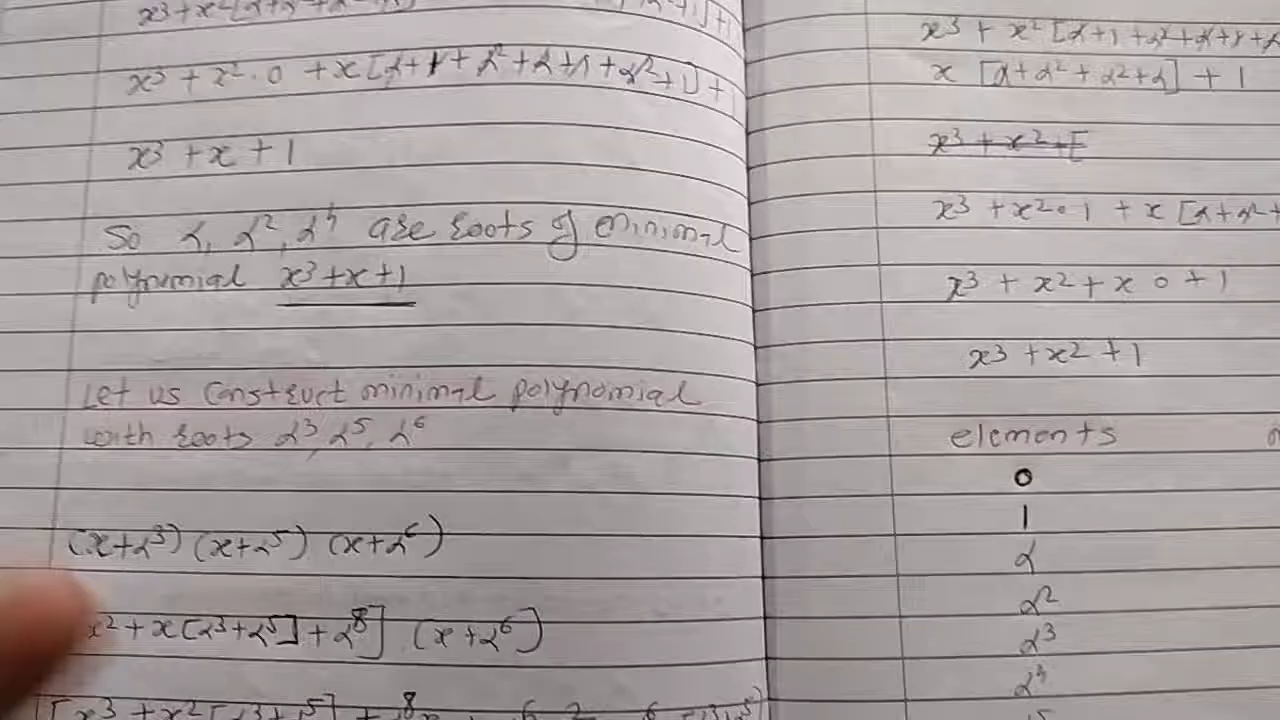 x³ + x² · 0 + x[α+1+α²+α+1+α²+1]+1
x³ + x + 1
So α, α², α⁴ are roots of minimal
polynomial x³+x+1
Let us construct minimal polynomial
with roots α³, α⁵, α⁶
(x+α³) (x+α⁵) (x+α⁶)
x² + x[α³+α⁵] + α⁸] (x+α⁶)
x³ + x² [α+1+α²+α+1+α
x [α+α²+α²+α] + 1
x³ + x² + [
x³ + x²·1 + x [α+α²+
x³ + x² + x 0 + 1
x³ + x² + 1
elements
0
1
α
α²
α³
α⁴